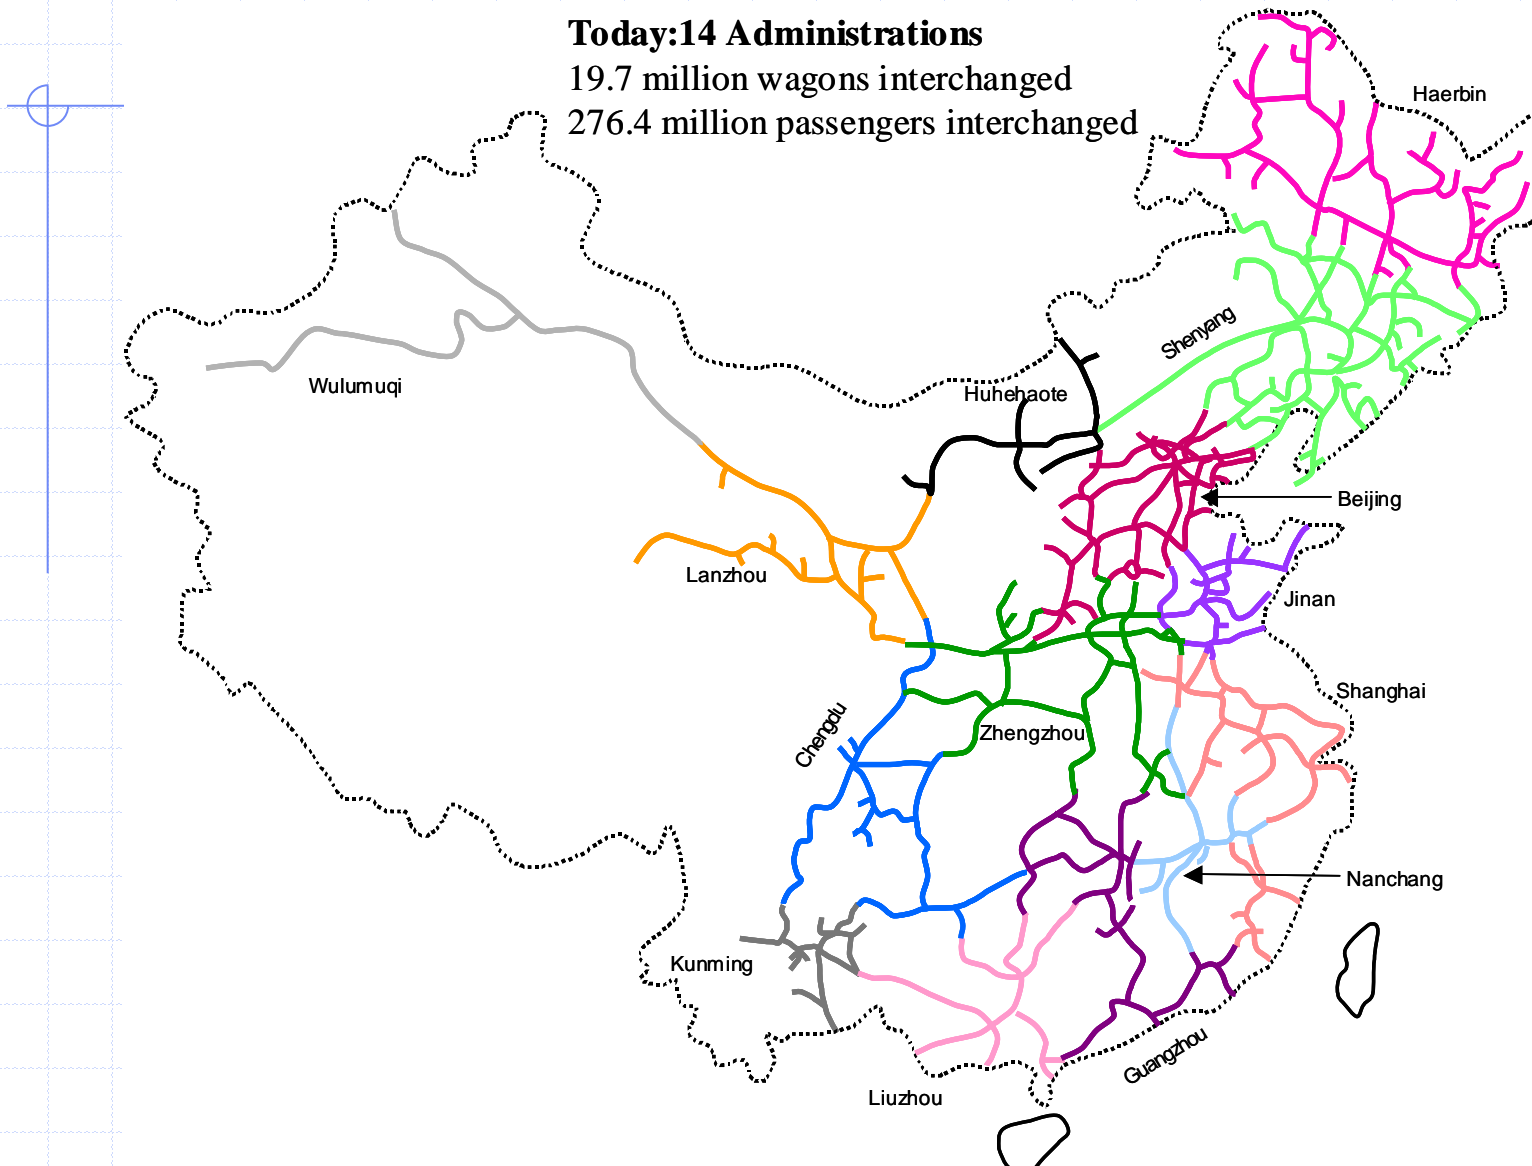 Today:14 Administrations
19.7 million wagons interchanged
276.4 million passengers interchanged
Haerbin
Shenyang
Wulumuqi
Huhehaote
Beijing
Lanzhou
Jinan
Shanghai
Chengdu
Zhengzhou
Nanchang
Kunming
Guangzhou
Liuzhou